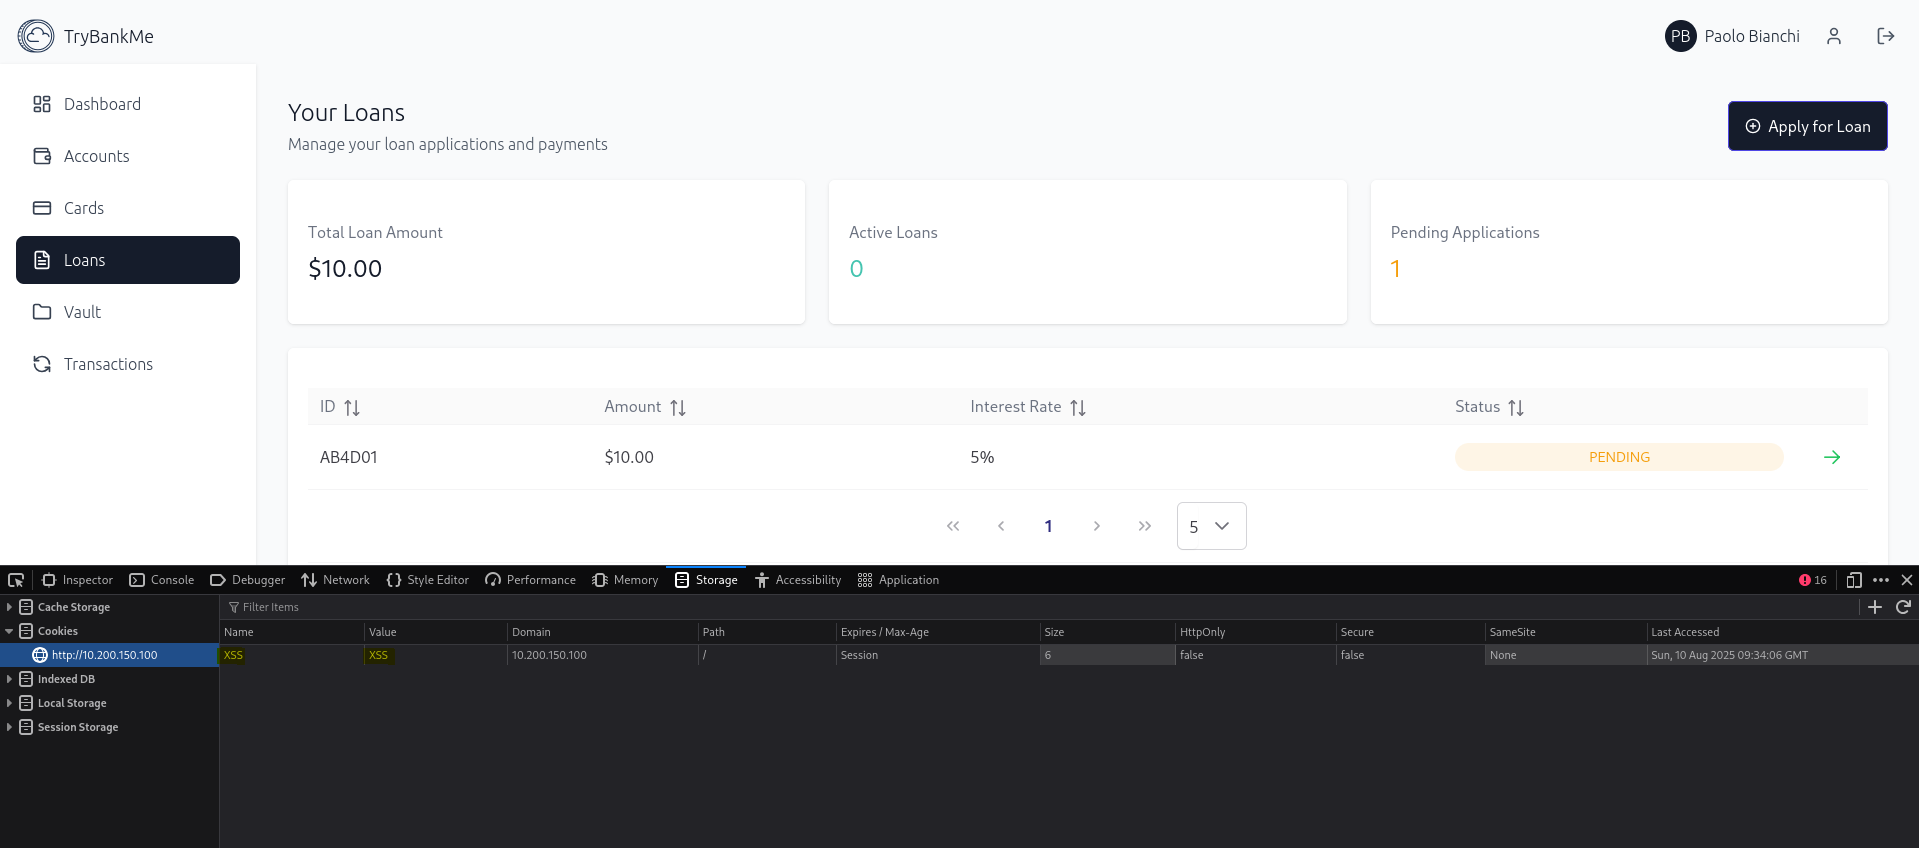 TryBankMe
PB Paolo Bianchi
Dashboard
Accounts
Cards
Loans
Vault
Transactions
Your Loans
Manage your loan applications and payments
Apply for Loan
Total Loan Amount
$10.00
Active Loans
0
Pending Applications
1
ID Amount Interest Rate Status
AB4D01 $10.00 5% PENDING
1 5
Inspector Console Debugger Network Style Editor Performance Memory Storage Accessibility Application 16
Cache Storage
Cookies
http://10.200.150.100
Indexed DB
Local Storage
Session Storage
Filter Items
Name Value Domain Path Expires / Max-Age Size HttpOnly Secure SameSite Last Accessed
XSS XSS 10.200.150.100 / Session 6 false false None Sun, 10 Aug 2025 09:34:06 GMT